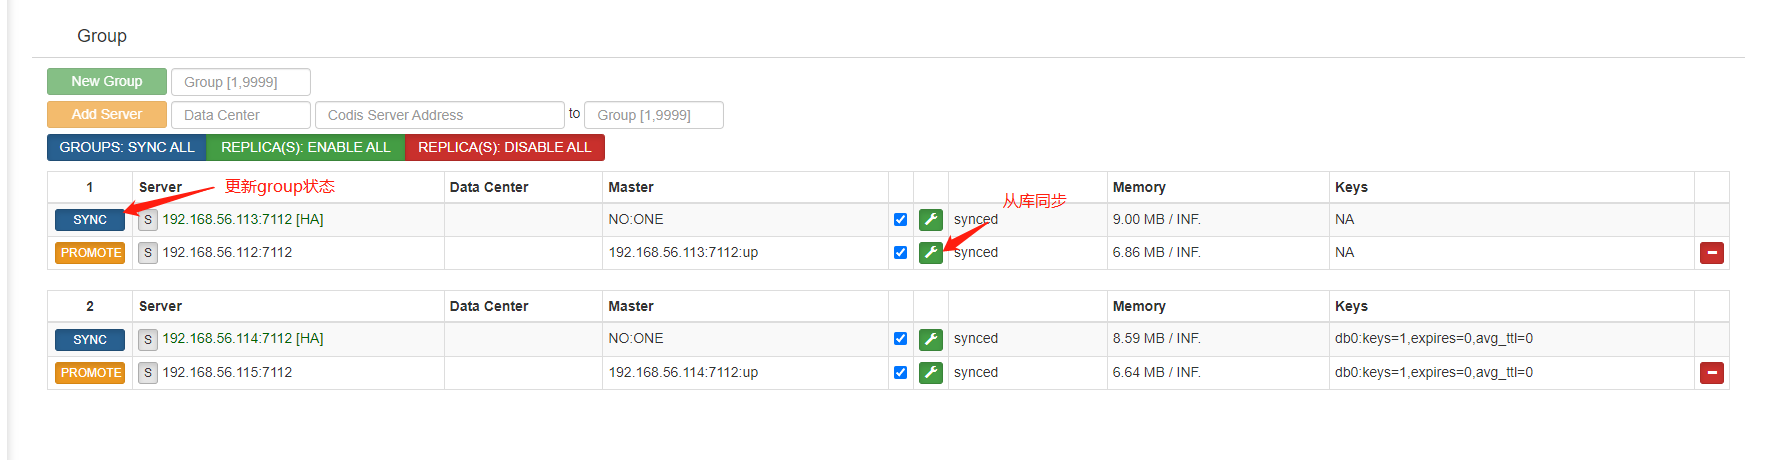 Group
New Group Group [1,9999]
Add Server Data Center Codis Server Address to Group [1,9999]
GROUPS: SYNC ALL REPLICA(S): ENABLE ALL REPLICA(S): DISABLE ALL
1 Server 更新group状态 Data Center Master 从库同步 Memory Keys
SYNC S 192.168.56.113:7112 [HA] NO:ONE synced 9.00 MB / INF. NA
PROMOTE S 192.168.56.112:7112 192.168.56.113:7112:up synced 6.86 MB / INF. NA
2 Server Data Center Master Memory Keys
SYNC S 192.168.56.114:7112 [HA] NO:ONE synced 8.59 MB / INF. db0:keys=1,expires=0,avg_ttl=0
PROMOTE S 192.168.56.115:7112 192.168.56.114:7112:up synced 6.64 MB / INF. db0:keys=1,expires=0,avg_ttl=0